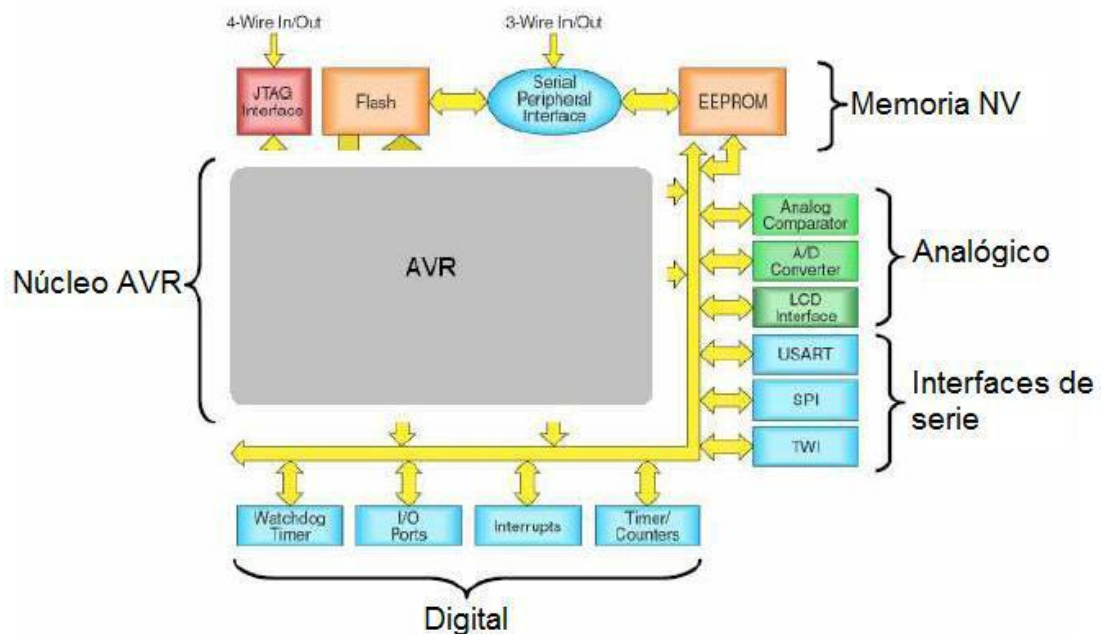 4-Wire In/Out
3-Wire In/Out
JTAG
Interface
Flash
Serial
Peripheral
Interface
EEPROM
Memoria NV
Núcleo AVR
AVR
Analog
Comparator
A/D
Converter
LCD
Interface
Analógico
USART
SPI
TWI
Interfaces de
serie
Watchdog
Timer
I/O
Ports
Interrupts
Timer/
Counters
Digital